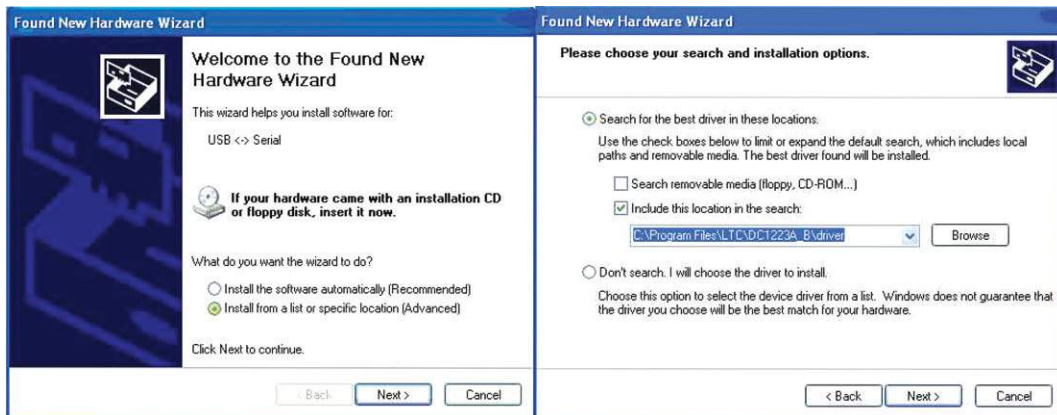 Found New Hardware Wizard
Welcome to the Found New
Hardware Wizard
This wizard helps you install software for:
USB <-> Serial
If your hardware came with an installation CD
or floppy disk, insert it now.
What do you want the wizard to do?
Install the software automatically (Recommended)
Install from a list or specific location (Advanced)
Click Next to continue.
< Back
Next >
Cancel
Found New Hardware Wizard
Please choose your search and installation options.
Search for the best driver in these locations.
Use the check boxes below to limit or expand the default search, which includes local
paths and removable media. The best driver found will be installed.
Search removable media (floppy, CD-ROM...)
Include this location in the search:
C:\Program Files\LTC\DC1223A_B\driver
Browse
Don't search. I will choose the driver to install.
Choose this option to select the device driver from a list. Windows does not guarantee that
the driver you choose will be the best match for your hardware.
< Back
Next >
Cancel